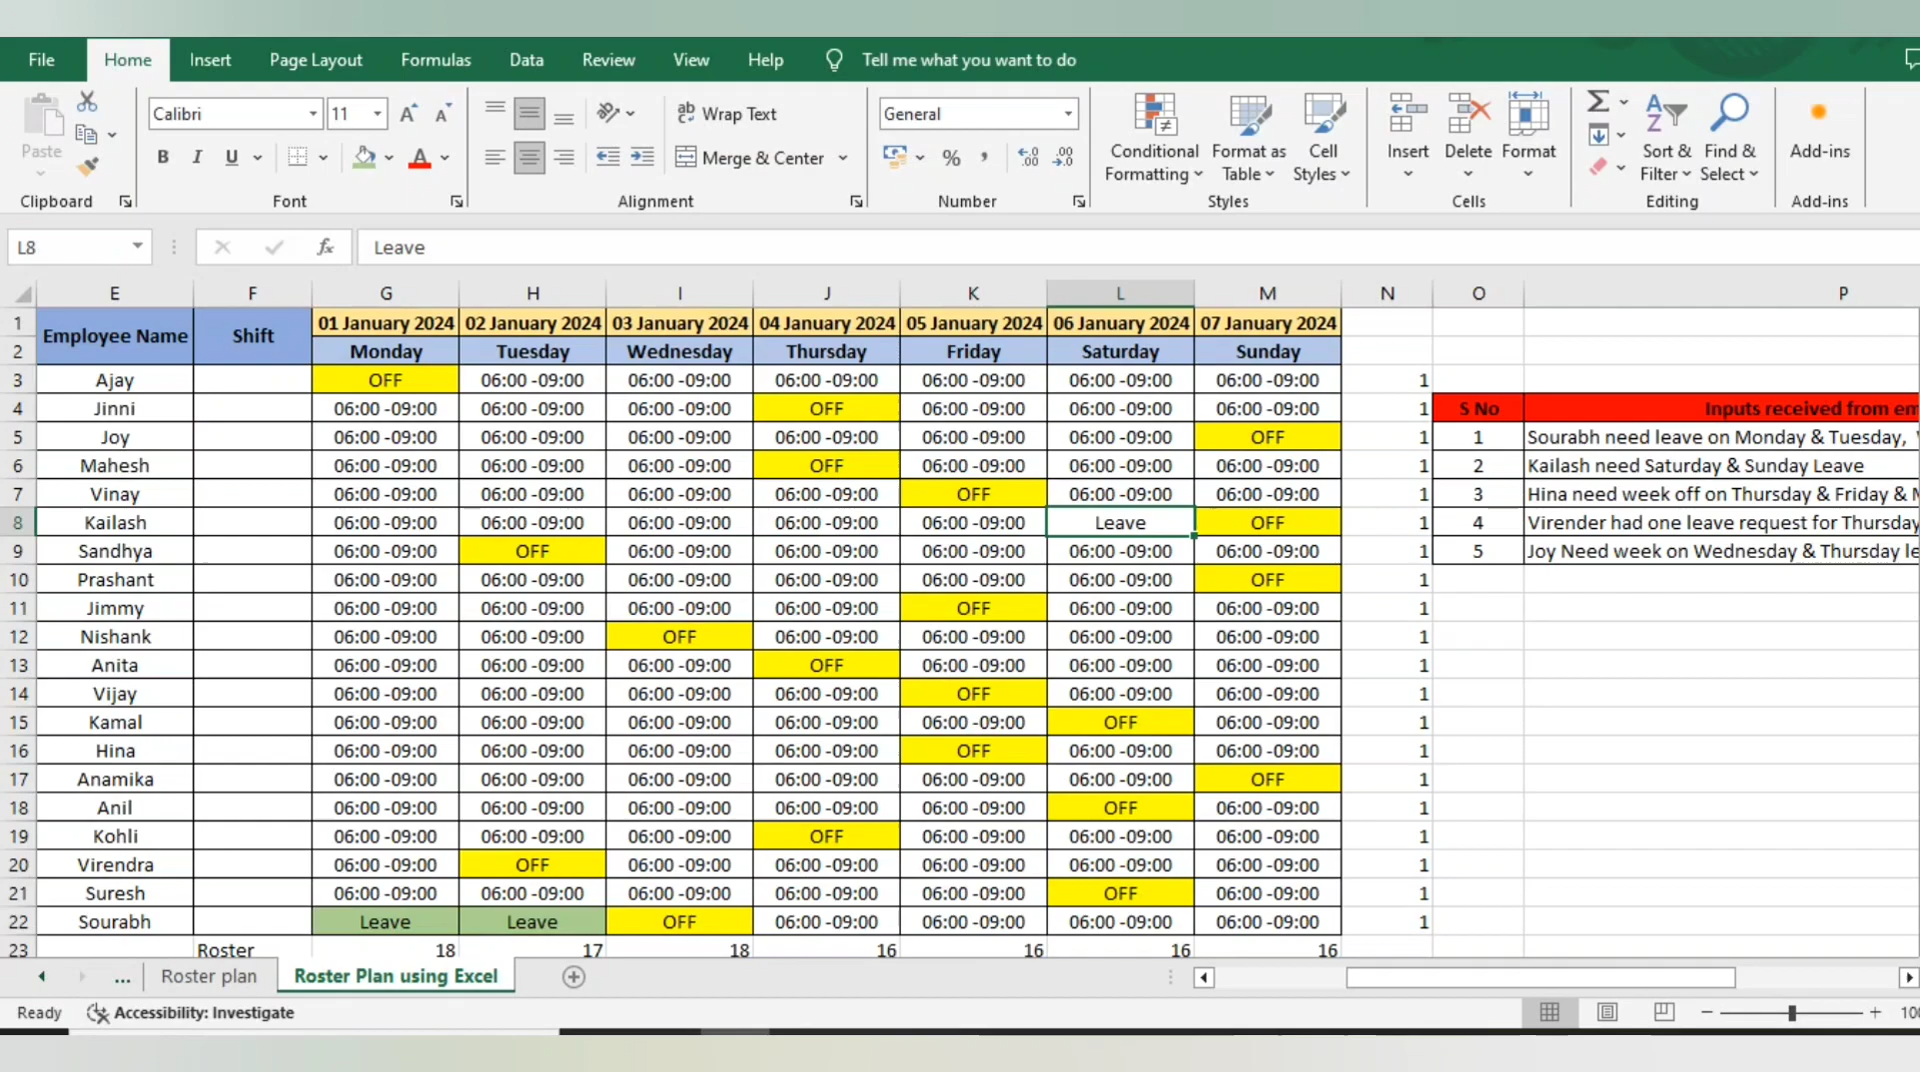 File Home Insert Page Layout Formulas Data Review View Help Tell me what you want to do
Calibri 11 Wrap Text General
Paste B I U Merge & Center % Conditional Formatting Format as Table Cell Styles Insert Delete Format Sort & Filter Find & Select Add-ins
Clipboard Font Alignment Number Styles Cells Editing Add-ins
L8 fx Leave
E F G H I J K L M N O P
1 Employee Name Shift 01 January 2024 02 January 2024 03 January 2024 04 January 2024 05 January 2024 06 January 2024 07 January 2024
2 Monday Tuesday Wednesday Thursday Friday Saturday Sunday
3 Ajay OFF 06:00 -09:00 06:00 -09:00 06:00 -09:00 06:00 -09:00 06:00 -09:00 06:00 -09:00 1
4 Jinni 06:00 -09:00 06:00 -09:00 06:00 -09:00 OFF 06:00 -09:00 06:00 -09:00 06:00 -09:00 1 S No Inputs received from em
5 Joy 06:00 -09:00 06:00 -09:00 06:00 -09:00 06:00 -09:00 06:00 -09:00 06:00 -09:00 OFF 1 1 Sourabh need leave on Monday & Tuesday,
6 Mahesh 06:00 -09:00 06:00 -09:00 06:00 -09:00 OFF 06:00 -09:00 06:00 -09:00 06:00 -09:00 1 2 Kailash need Saturday & Sunday Leave
7 Vinay 06:00 -09:00 06:00 -09:00 06:00 -09:00 06:00 -09:00 OFF 06:00 -09:00 06:00 -09:00 1 3 Hina need week off on Thursday & Friday &
8 Kailash 06:00 -09:00 06:00 -09:00 06:00 -09:00 06:00 -09:00 06:00 -09:00 Leave OFF 1 4 Virender had one leave request for Thursday
9 Sandhya 06:00 -09:00 OFF 06:00 -09:00 06:00 -09:00 06:00 -09:00 06:00 -09:00 06:00 -09:00 1 5 Joy Need week on Wednesday & Thursday le
10 Prashant 06:00 -09:00 06:00 -09:00 06:00 -09:00 06:00 -09:00 06:00 -09:00 06:00 -09:00 OFF 1
11 Jimmy 06:00 -09:00 06:00 -09:00 06:00 -09:00 06:00 -09:00 OFF 06:00 -09:00 06:00 -09:00 1
12 Nishank 06:00 -09:00 06:00 -09:00 OFF 06:00 -09:00 06:00 -09:00 06:00 -09:00 06:00 -09:00 1
13 Anita 06:00 -09:00 06:00 -09:00 06:00 -09:00 OFF 06:00 -09:00 06:00 -09:00 06:00 -09:00 1
14 Vijay 06:00 -09:00 06:00 -09:00 06:00 -09:00 06:00 -09:00 OFF 06:00 -09:00 06:00 -09:00 1
15 Kamal 06:00 -09:00 06:00 -09:00 06:00 -09:00 06:00 -09:00 06:00 -09:00 OFF 06:00 -09:00 1
16 Hina 06:00 -09:00 06:00 -09:00 06:00 -09:00 06:00 -09:00 OFF 06:00 -09:00 06:00 -09:00 1
17 Anamika 06:00 -09:00 06:00 -09:00 06:00 -09:00 06:00 -09:00 06:00 -09:00 06:00 -09:00 OFF 1
18 Anil 06:00 -09:00 06:00 -09:00 06:00 -09:00 06:00 -09:00 06:00 -09:00 OFF 06:00 -09:00 1
19 Kohli 06:00 -09:00 06:00 -09:00 06:00 -09:00 OFF 06:00 -09:00 06:00 -09:00 06:00 -09:00 1
20 Virendra 06:00 -09:00 OFF 06:00 -09:00 06:00 -09:00 06:00 -09:00 06:00 -09:00 06:00 -09:00 1
21 Suresh 06:00 -09:00 06:00 -09:00 06:00 -09:00 06:00 -09:00 06:00 -09:00 OFF 06:00 -09:00 1
22 Sourabh Leave Leave OFF 06:00 -09:00 06:00 -09:00 06:00 -09:00 06:00 -09:00 1
23 Roster 18 17 18 16 16 16 16
... Roster plan Roster Plan using Excel
Ready Accessibility: Investigate 100